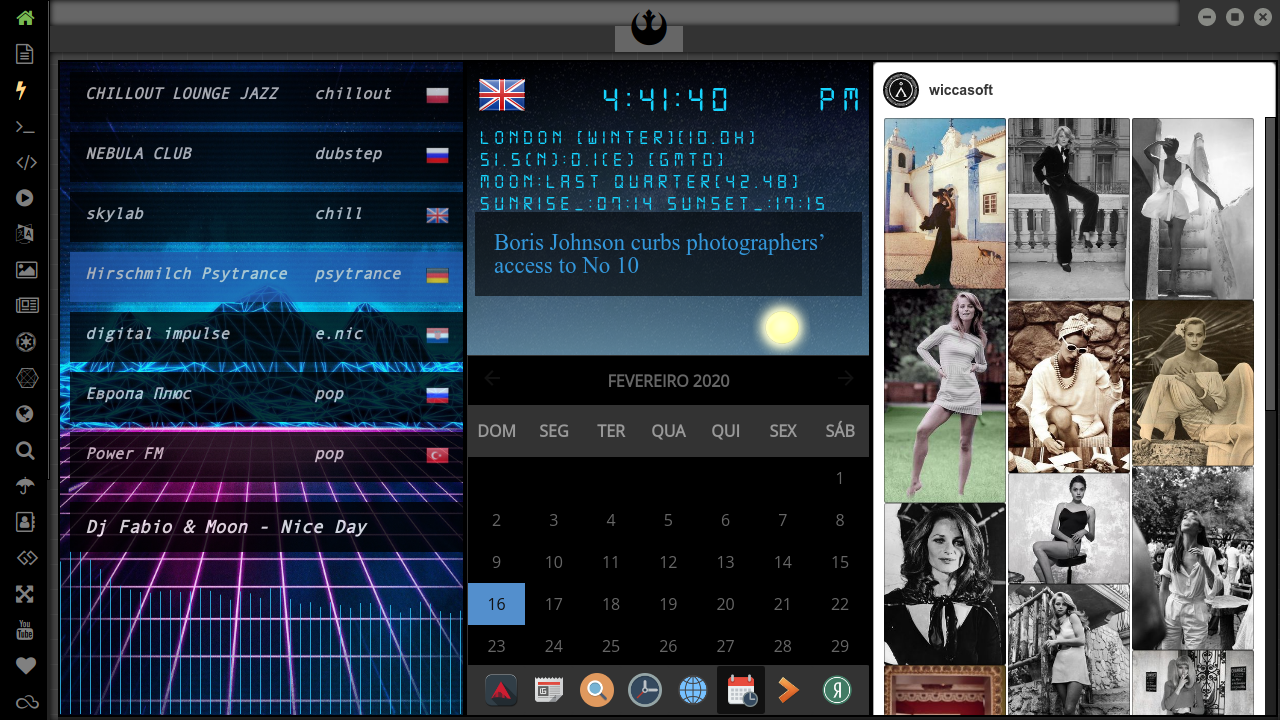 CHILLOUT LOUNGE JAZZ chillout
NEBULA CLUB dubstep
skylab chill
Hirschmilch Psytrance psytrance
digital impulse e.nic
Европа Плюс pop
Power FM pop
Dj Fabio & Moon - Nice Day
4:41:40 PM
LONDON [WINTER][10.0H]
51.5[N]:0.1[E] [GMT0]
MOON:LAST QUARTER[42.48]
SUNRISE_:07:14 SUNSET_:17:15
Boris Johnson curbs photographers’
access to No 10
FEVEREIRO 2020
DOM SEG TER QUA QUI SEX SÁB
1
2 3 4 5 6 7 8
9 10 11 12 13 14 15
16 17 18 19 20 21 22
23 24 25 26 27 28 29
Я
wiccasoft
You
Tube